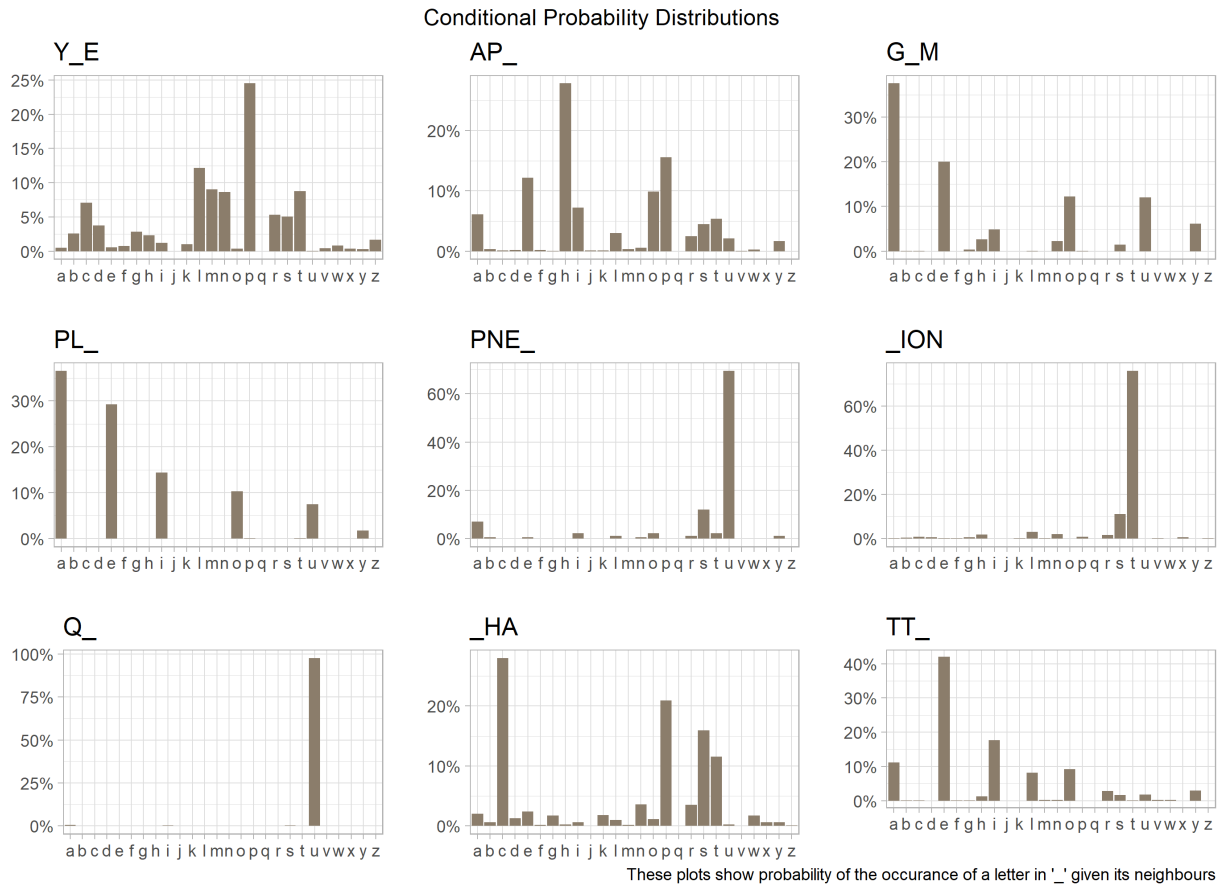 Conditional Probability Distributions
Y_E
25%
20%
15%
10%
5%
0%
a b c d e f g h i j k l m n o p q r s t u v w x y z
AP_
20%
10%
0%
a b c d e f g h i j k l m n o p q r s t u v w x y z
G_M
30%
20%
10%
0%
a b c d e f g h i j k l m n o p q r s t u v w x y z
PL_
30%
20%
10%
0%
a b c d e f g h i j k l m n o p q r s t u v w x y z
PNE_
60%
40%
20%
0%
a b c d e f g h i j k l m n o p q r s t u v w x y z
_ION
60%
40%
20%
0%
a b c d e f g h i j k l m n o p q r s t u v w x y z
Q_
100%
75%
50%
25%
0%
a b c d e f g h i j k l m n o p q r s t u v w x y z
_HA
20%
10%
0%
a b c d e f g h i j k l m n o p q r s t u v w x y z
TT_
40%
30%
20%
10%
0%
a b c d e f g h i j k l m n o p q r s t u v w x y z
These plots show probability of the occurance of a letter in '_' given its neighbours